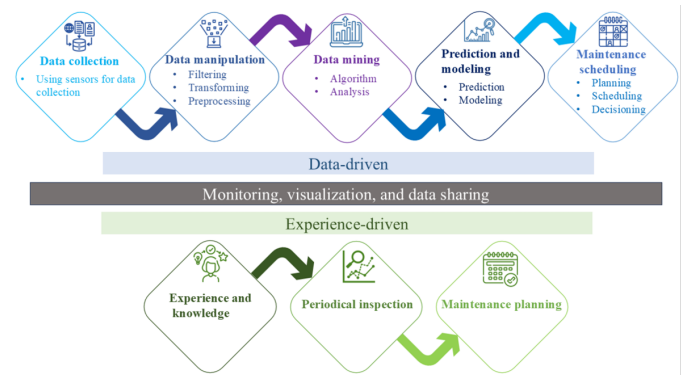 Data collection
• Using sensors for data
collection
Data manipulation
• Filtering
• Transforming
• Preprocessing
Data mining
• Algorithm
• Analysis
Prediction and
modeling
• Prediction
• Modeling
Maintenance
scheduling
• Planning
• Scheduling
• Decisioning
Data-driven
Monitoring, visualization, and data sharing
Experience-driven
Experience and
knowledge
Periodical inspection
Maintenance planning